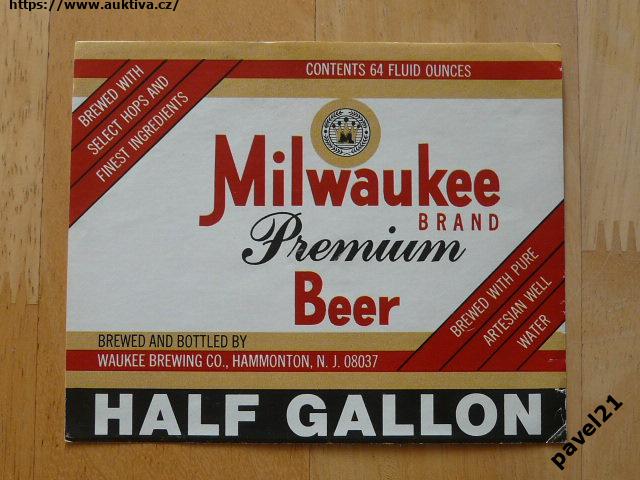 https://www.auktiva.cz/
CONTENTS 64 FLUID OUNCES
BREWED WITH
SELECT HOPS AND
FINEST INGREDIENTS
M
Milwaukee
BRAND
Premium
Beer
BREWED WITH PURE
ARTESIAN WELL
WATER
BREWED AND BOTTLED BY
WAUKEE BREWING CO., HAMMONTON, N. J. 08037
HALF GALLON
pavel21